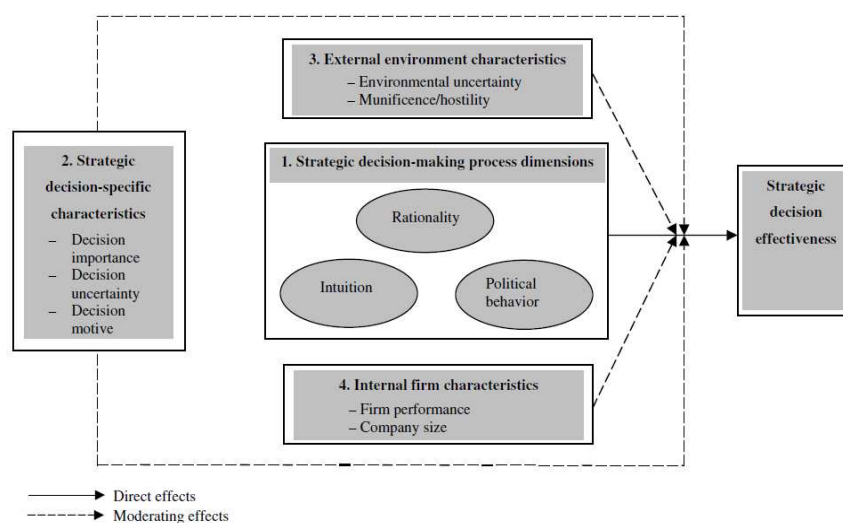 3. External environment characteristics
– Environmental uncertainty
– Munificence/hostility
2. Strategic
decision-specific
characteristics
– Decision
importance
– Decision
uncertainty
– Decision
motive
1. Strategic decision-making process dimensions
Rationality
Intuition
Political
behavior
Strategic
decision
effectiveness
4. Internal firm characteristics
– Firm performance
– Company size
Direct effects
Moderating effects